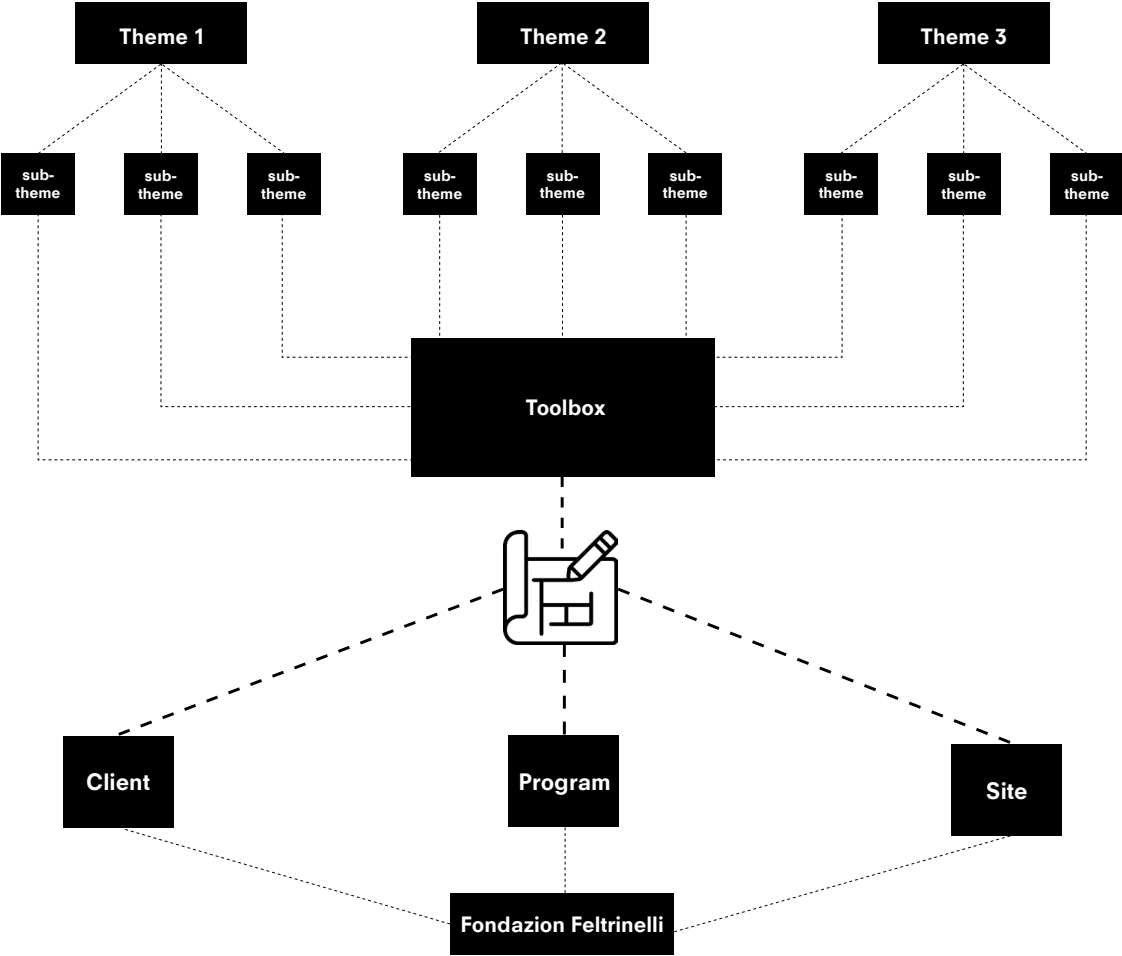 Theme 1
Theme 2
Theme 3
sub-
theme
sub-
theme
sub-
theme
sub-
theme
sub-
theme
sub-
theme
sub-
theme
sub-
theme
sub-
theme
Toolbox
Client
Program
Site
Fondazion Feltrinelli